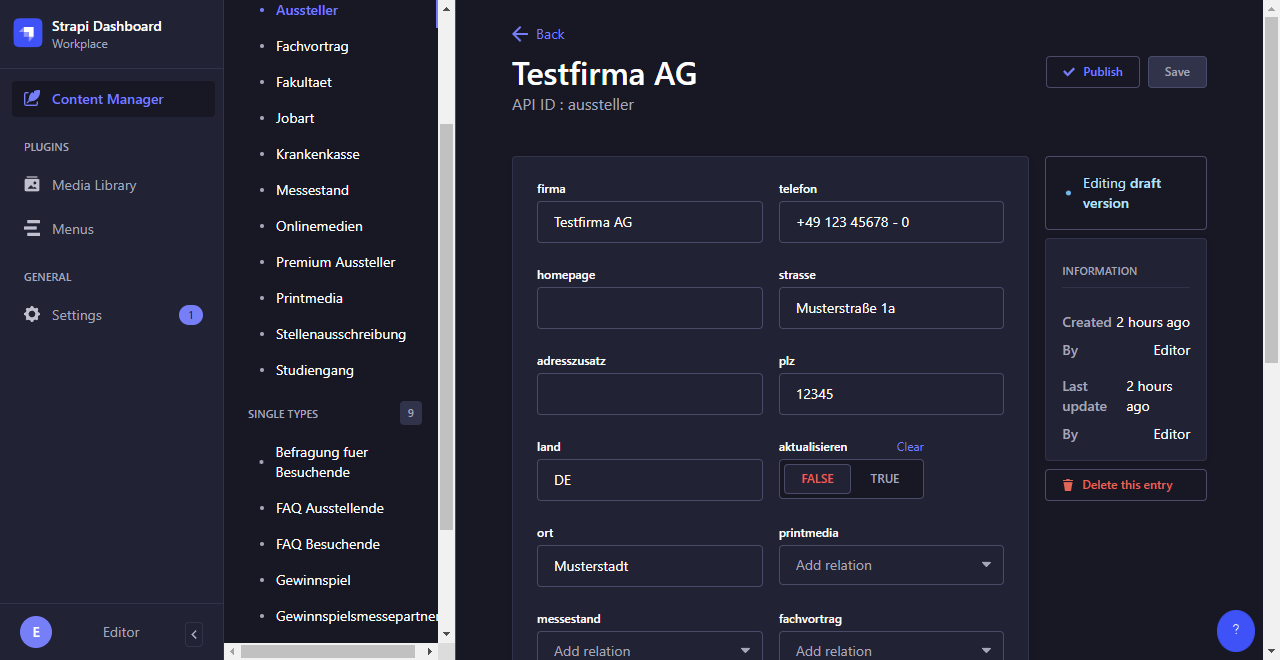 Strapi Dashboard
Workplace
Content Manager
PLUGINS
Media Library
Menus
GENERAL
Settings
1
E
Editor
Aussteller
Fachvortrag
Fakultaet
Jobart
Krankenkasse
Messestand
Onlinemedien
Premium Aussteller
Printmedia
Stellenausschreibung
Studiengang
SINGLE TYPES
9
Befragung fuer
Besuchende
FAQ Ausstellende
FAQ Besuchende
Gewinnspiel
Gewinnspielsmessepartner
Back
Testfirma AG
API ID : aussteller
Publish
Save
firma
Testfirma AG
telefon
+49 123 45678 - 0
homepage
strasse
Musterstraße 1a
adresszusatz
plz
12345
land
DE
aktualisieren
Clear
FALSE
TRUE
ort
Musterstadt
printmedia
Add relation
messestand
Add relation
fachvortrag
Add relation
Editing draft
version
INFORMATION
Created 2 hours ago
By Editor
Last 2 hours
update ago
By Editor
Delete this entry
?